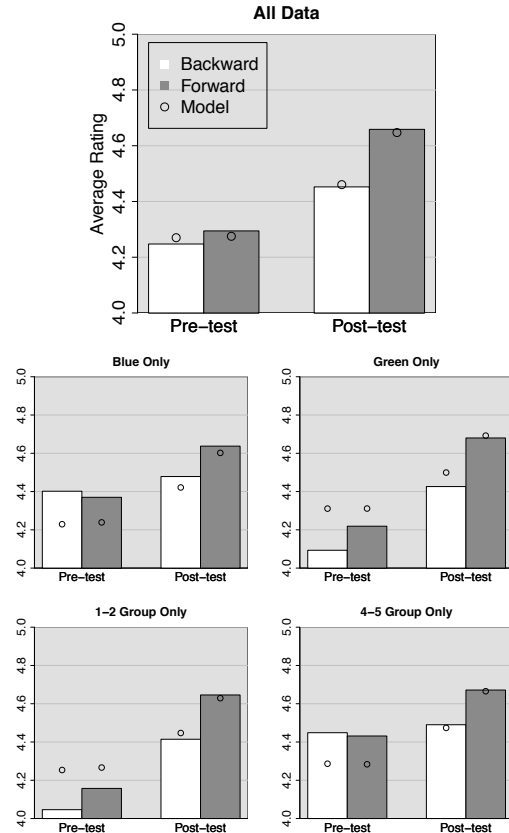 All Data
Average Rating
5.0
4.8
4.6
4.4
4.2
4.0
Backward
Forward
Model
Pre−test
Post−test
Blue Only
5.0
4.8
4.6
4.4
4.2
4.0
Pre−test
Post−test
Green Only
5.0
4.8
4.6
4.4
4.2
4.0
Pre−test
Post−test
1−2 Group Only
5.0
4.8
4.6
4.4
4.2
4.0
Pre−test
Post−test
4−5 Group Only
5.0
4.8
4.6
4.4
4.2
4.0
Pre−test
Post−test